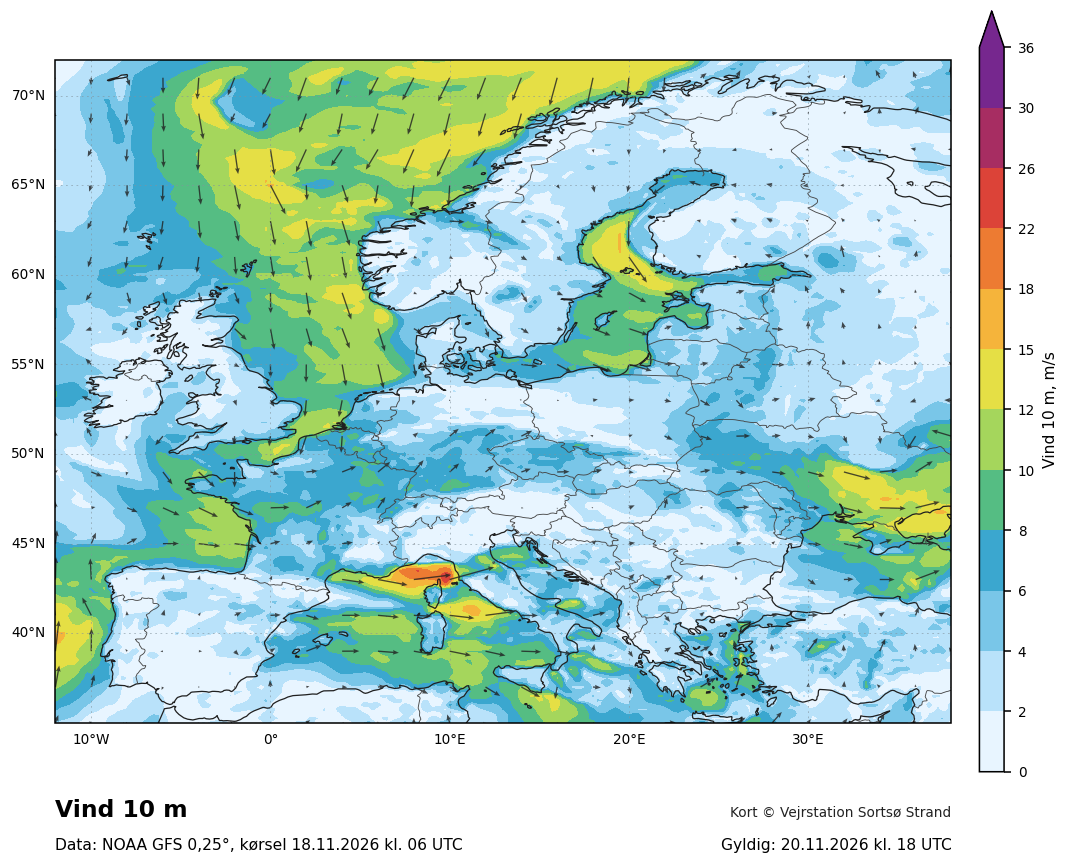 36
30
26
22
18
15
12
10
8
6
4
2
0
Vind 10 m, m/s
70°N
65°N
60°N
55°N
50°N
45°N
40°N
10°W
0°
10°E
20°E
30°E
Vind 10 m
Kort © Vejrstation Sortsø Strand
Data: NOAA GFS 0,25°, kørsel 18.11.2026 kl. 06 UTC
Gyldig: 20.11.2026 kl. 18 UTC